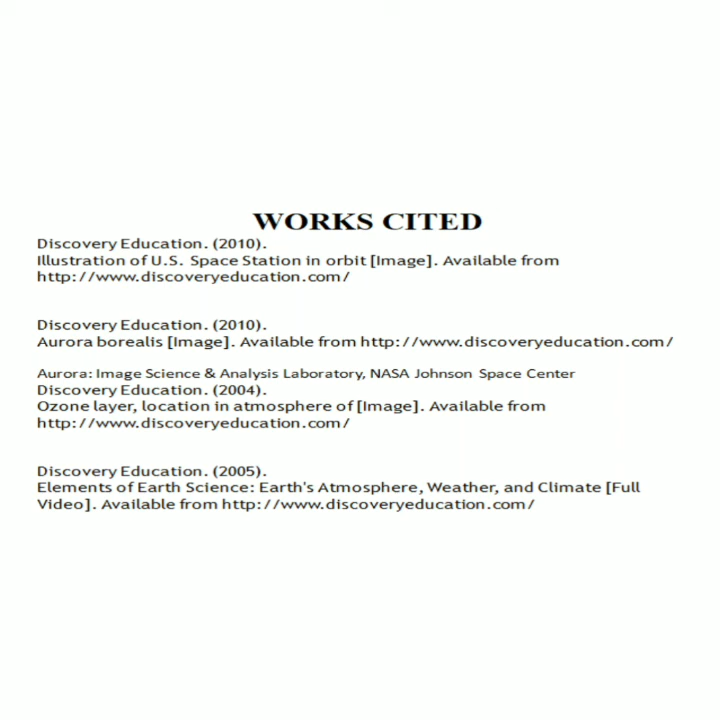 WORKS CITED
Discovery Education. (2010).
Illustration of U.S. Space Station in orbit [Image]. Available from
http://www.discoveryeducation.com/
Discovery Education. (2010).
Aurora borealis [Image]. Available from http://www.discoveryeducation.com/
Aurora: Image Science & Analysis Laboratory, NASA Johnson Space Center
Discovery Education. (2004).
Ozone layer, location in atmosphere of [Image]. Available from
http://www.discoveryeducation.com/
Discovery Education. (2005).
Elements of Earth Science: Earth's Atmosphere, Weather, and Climate [Full
Video]. Available from http://www.discoveryeducation.com/